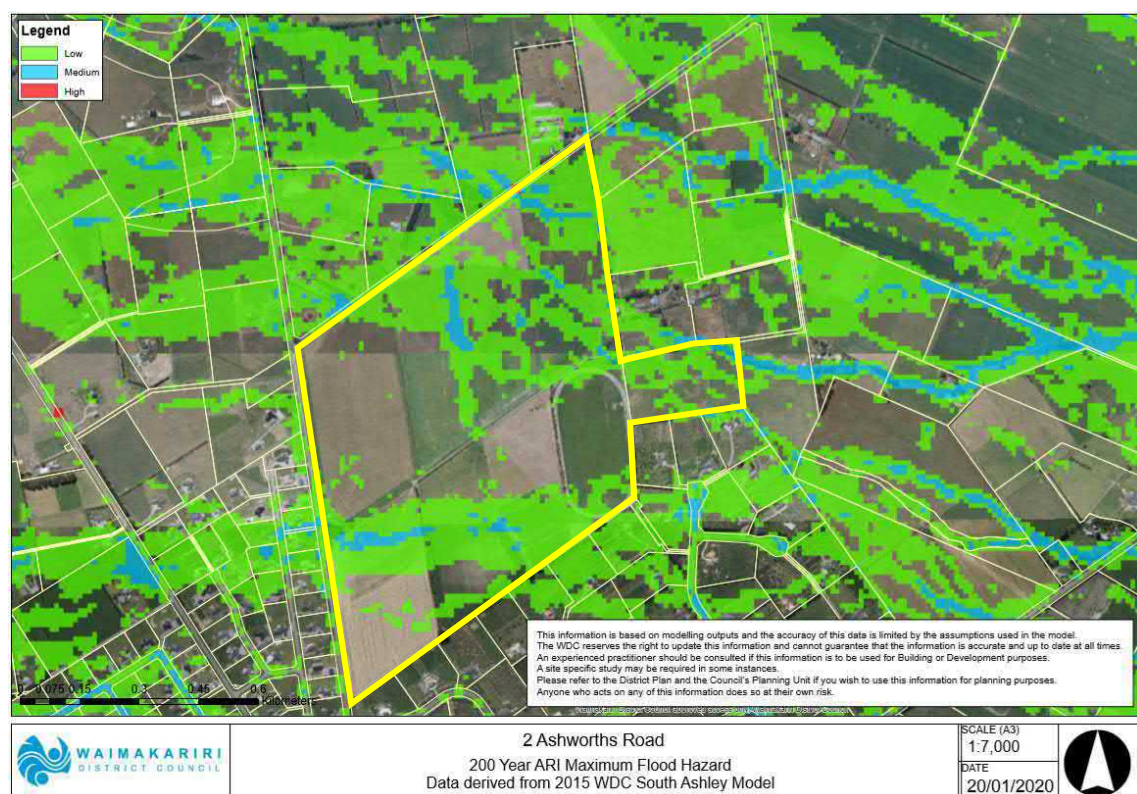 Legend
Low
Medium
High
This information is based on modelling outputs and the accuracy of this data is limited by the assumptions used in the model.
The WDC reserves the right to update this information and cannot guarantee that the information is accurate and up to date at all times.
An experienced practitioner should be consulted if this information is to be used for Building or Development purposes.
A site specific study may be required in some instances.
Please refer to the District Plan and the Council's Planning Unit if you wish to use this information for planning purposes.
Anyone who acts on any of this information does so at their own risk.
0 0.075 0.15 0.3 0.45 0.6
Kilometers
WAIMAKARIRI
DISTRICT COUNCIL
2 Ashworths Road
200 Year ARI Maximum Flood Hazard
Data derived from 2015 WDC South Ashley Model
SCALE (A3)
1:7,000
DATE
20/01/2020